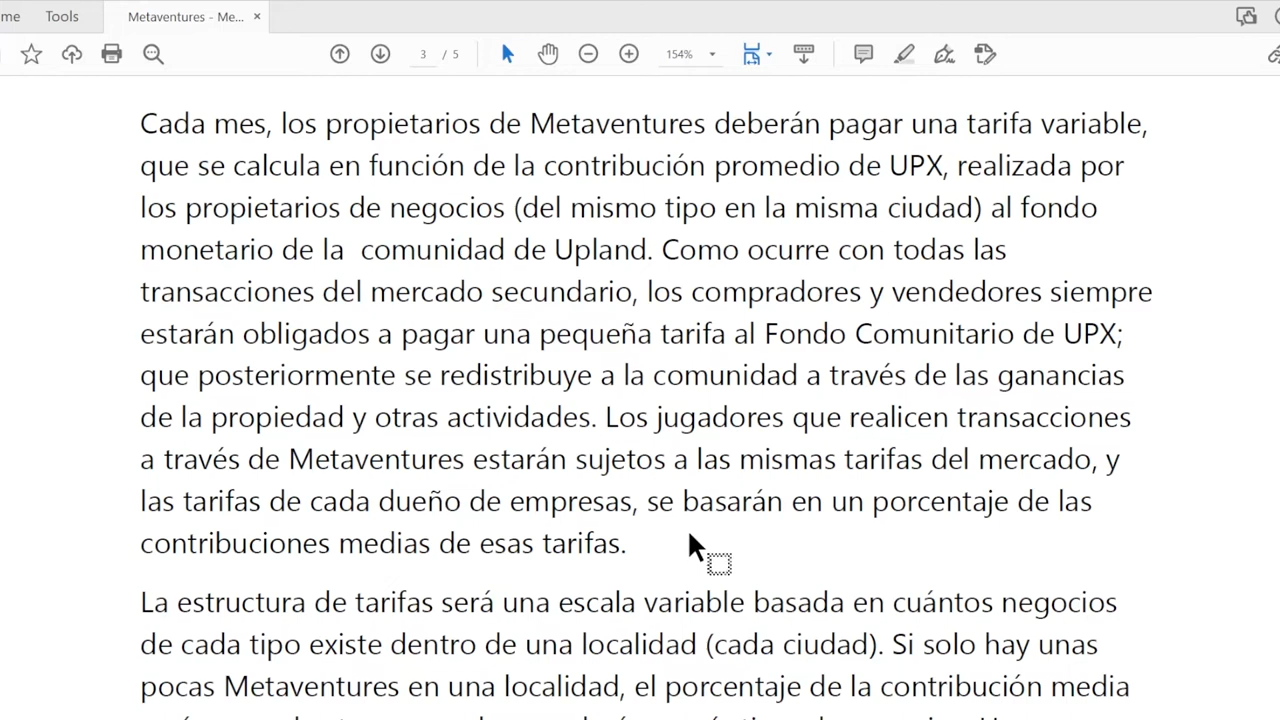 me Tools Metaventures - Me... ×
3 / 5 154%
Cada mes, los propietarios de Metaventures deberán pagar una tarifa variable,
que se calcula en función de la contribución promedio de UPX, realizada por
los propietarios de negocios (del mismo tipo en la misma ciudad) al fondo
monetario de la  comunidad de Upland. Como ocurre con todas las
transacciones del mercado secundario, los compradores y vendedores siempre
estarán obligados a pagar una pequeña tarifa al Fondo Comunitario de UPX;
que posteriormente se redistribuye a la comunidad a través de las ganancias
de la propiedad y otras actividades. Los jugadores que realicen transacciones
a través de Metaventures estarán sujetos a las mismas tarifas del mercado, y
las tarifas de cada dueño de empresas, se basarán en un porcentaje de las
contribuciones medias de esas tarifas.
La estructura de tarifas será una escala variable basada en cuántos negocios
de cada tipo existe dentro de una localidad (cada ciudad). Si solo hay unas
pocas Metaventures en una localidad, el porcentaje de la contribución media